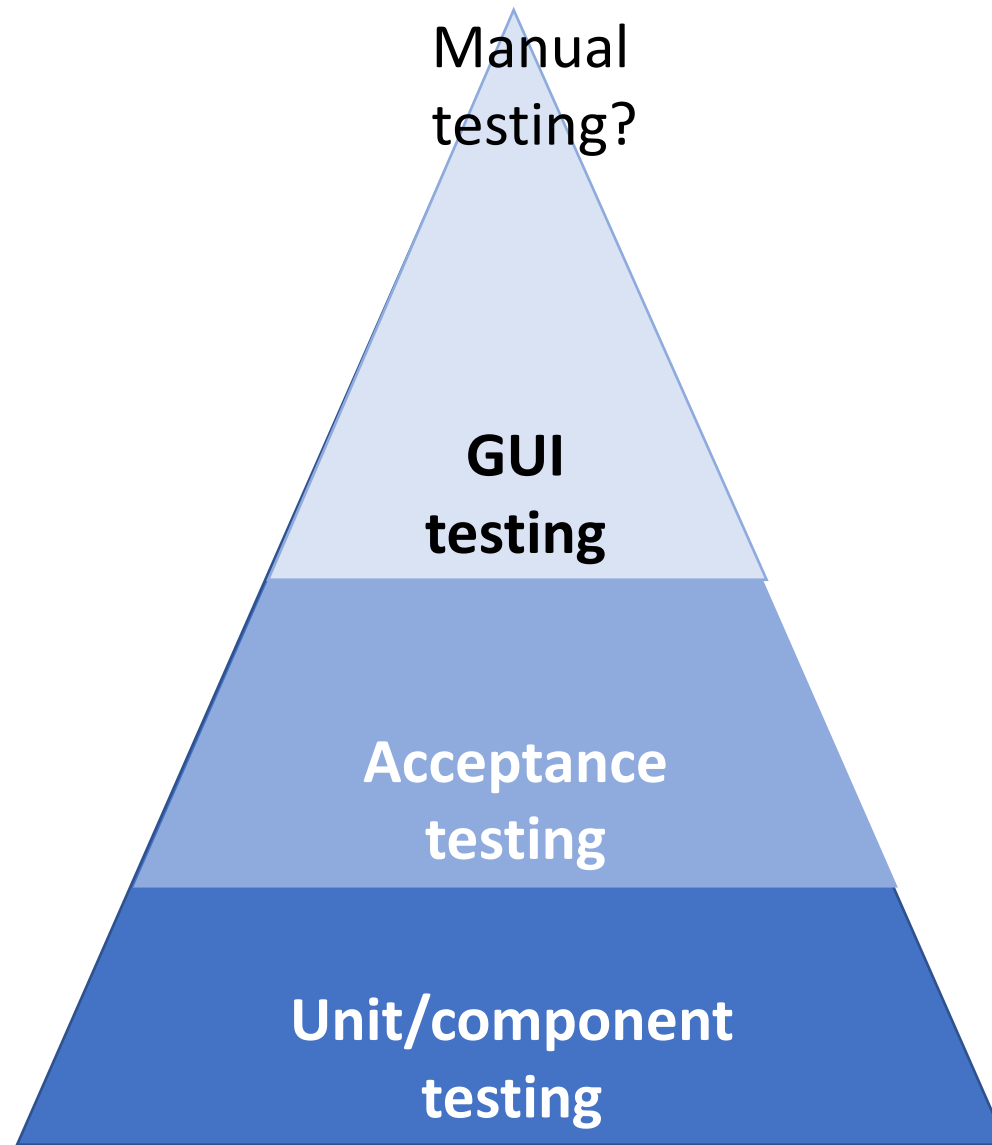 Manual
testing?
GUI
testing
Acceptance
testing
Unit/component
testing